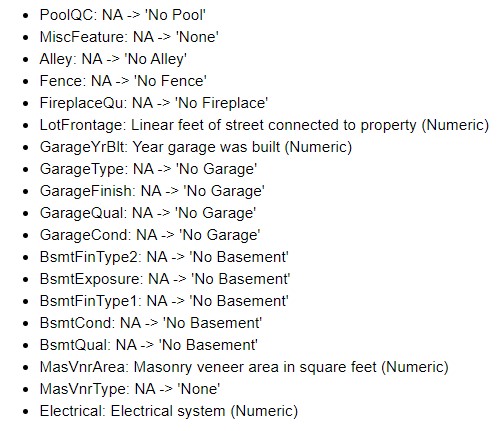 PoolQC: NA -> 'No Pool'
MiscFeature: NA -> 'None'
Alley: NA -> 'No Alley'
Fence: NA -> 'No Fence'
FireplaceQu: NA -> 'No Fireplace'
LotFrontage: Linear feet of street connected to property (Numeric)
GarageYrBlt: Year garage was built (Numeric)
GarageType: NA -> 'No Garage'
GarageFinish: NA -> 'No Garage'
GarageQual: NA -> 'No Garage'
GarageCond: NA -> 'No Garage'
BsmtFinType2: NA -> 'No Basement'
BsmtExposure: NA -> 'No Basement'
BsmtFinType1: NA -> 'No Basement'
BsmtCond: NA -> 'No Basement'
BsmtQual: NA -> 'No Basement'
MasVnrArea: Masonry veneer area in square feet (Numeric)
MasVnrType: NA -> 'None'
Electrical: Electrical system (Numeric)